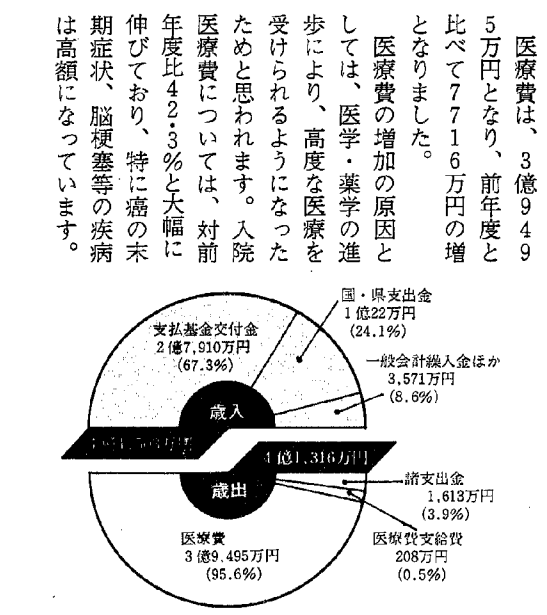 医療費は、3億949
5万円となり、前年度と
比べて7716万円の増
となりました。
医療費の増加の原因と
しては、医学・薬学の進
歩により、高度な医療を
受けられるようになった
ためと思われます。入院
医療費については、対前
年度比42・3%と大幅に
伸びており、特に癌の末
期症状、脳梗塞等の疾病
は高額になっています。
国・県支出金
1億22万円
(24.1%)
支払基金交付金
2億7,910万円
(67.3%)
一般会計繰入金ほか
3,571万円
(8.6%)
歳入
4億1,316万円
歳出
諸支出金
1,613万円
(3.9%)
医療費
3億9,495万円
(95.6%)
医療費支給費
208万円
(0.5%)